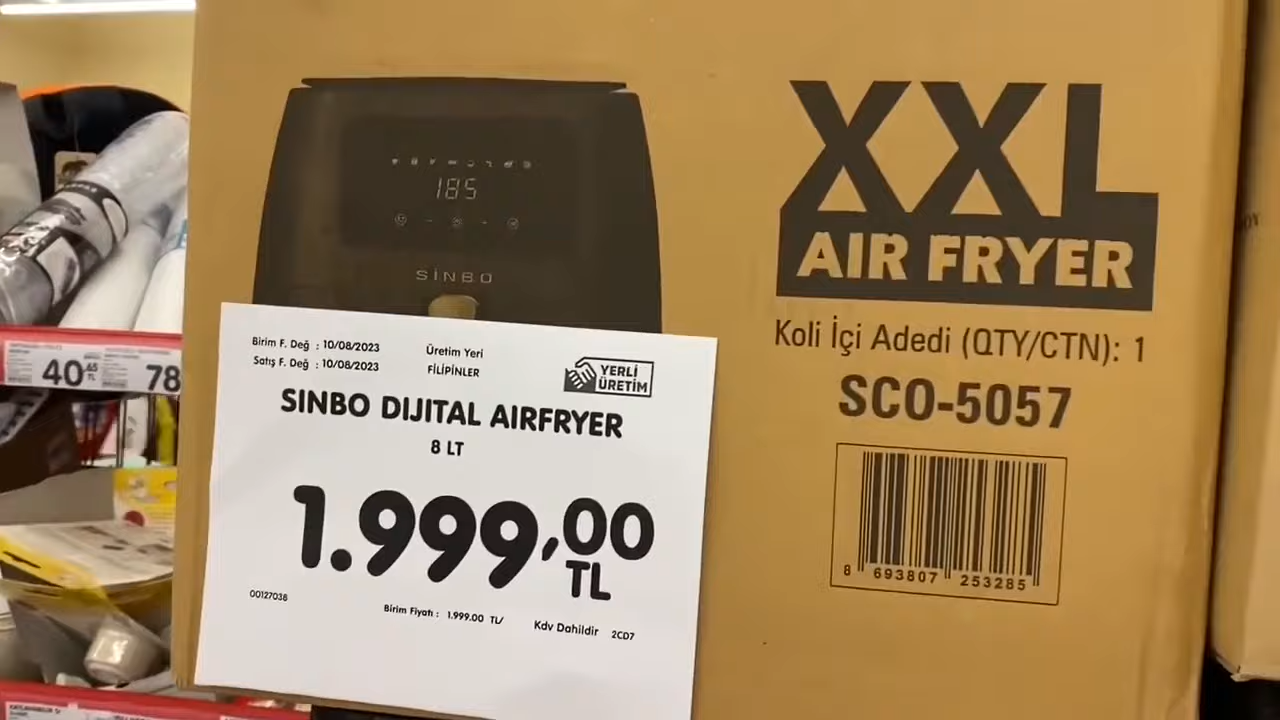 185
SINBO
XXL
AIR FRYER
Koli İçi Adedi (QTY/CTN): 1
SCO-5057
8 693807 253285
Birim F. Değ : 10/08/2023
Satış F. Değ : 10/08/2023
Üretim Yeri
FİLİPİNLER
YERLİ
ÜRETİM
SINBO DIJITAL AIRFRYER
8 LT
1.999,00
TL
00127038
Birim Fiyatı : 1.999.00 TL/
Kdv Dahildir 2CD7
40,65
TL
78